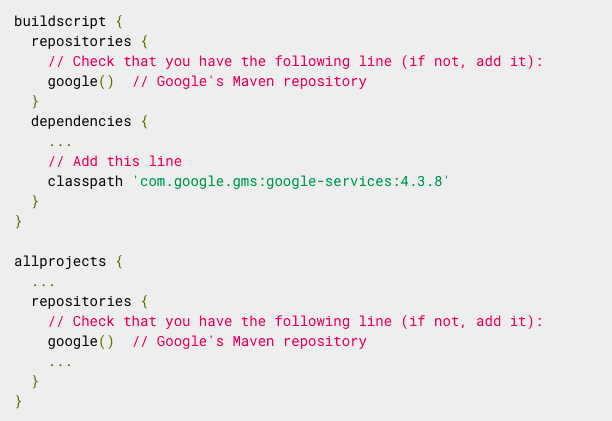 buildscript {
  repositories {
    // Check that you have the following line (if not, add it):
    google()  // Google's Maven repository
  }
  dependencies {
    ...
    // Add this line
    classpath 'com.google.gms:google-services:4.3.8'
  }
}

allprojects {
  ...
  repositories {
    // Check that you have the following line (if not, add it):
    google()  // Google's Maven repository
    ...
  }
}